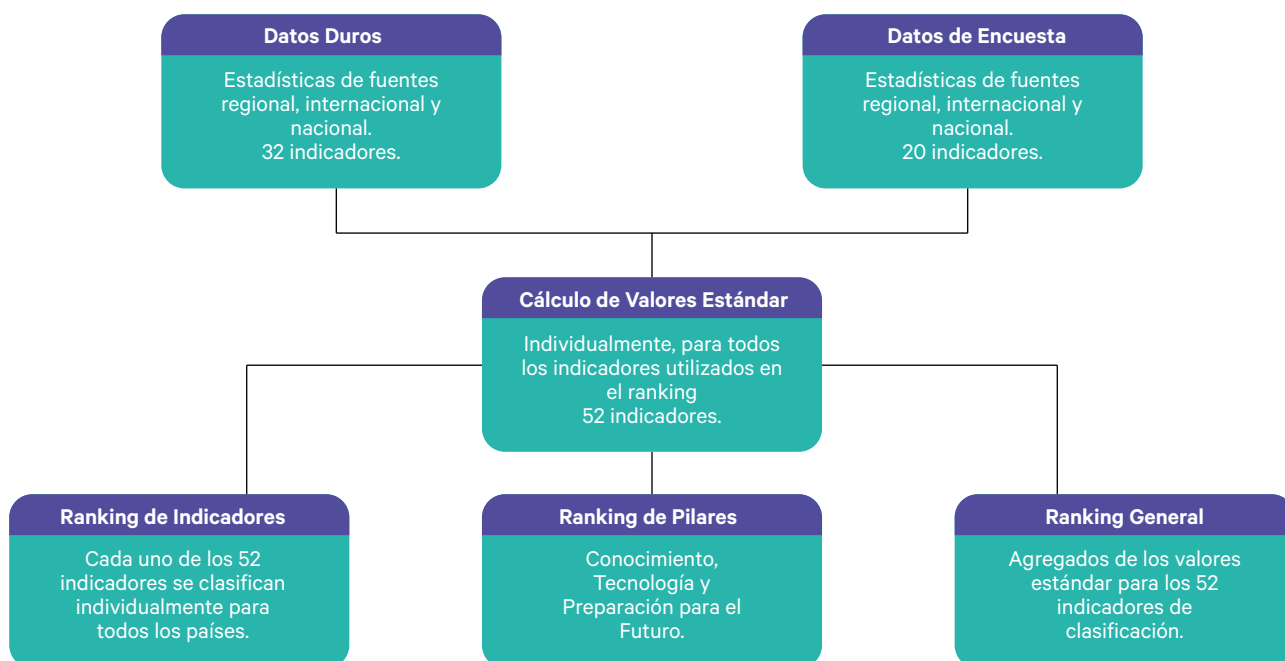 Datos Duros
Estadísticas de fuentes
regional, internacional y
nacional.
32 indicadores.
Datos de Encuesta
Estadísticas de fuentes
regional, internacional y
nacional.
20 indicadores.
Cálculo de Valores Estándar
Individualmente, para todos
los indicadores utilizados en
el ranking
52 indicadores.
Ranking de Indicadores
Cada uno de los 52
indicadores se clasifican
individualmente para
todos los países.
Ranking de Pilares
Conocimiento,
Tecnología y
Preparación para el
Futuro.
Ranking General
Agregados de los valores
estándar para los 52
indicadores de
clasificación.